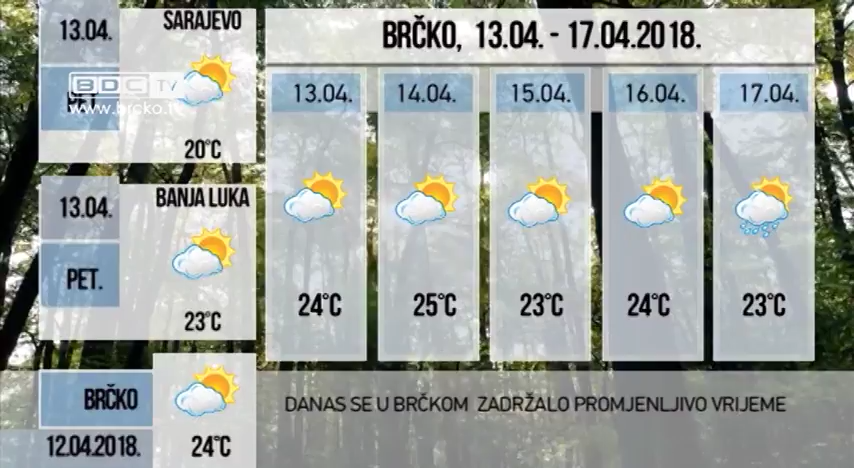 13.04.
SARAJEVO
BDC TV
www.brcko.tv
20°C
13.04.
BANJA LUKA
PET.
23°C
BRČKO
12.04.2018.
24°C
BRČKO, 13.04. - 17.04.2018.
13.04. 14.04. 15.04. 16.04. 17.04.
24°C 25°C 23°C 24°C 23°C
DANAS SE U BRČKOM ZADRŽALO PROMJENLJIVO VRIJEME